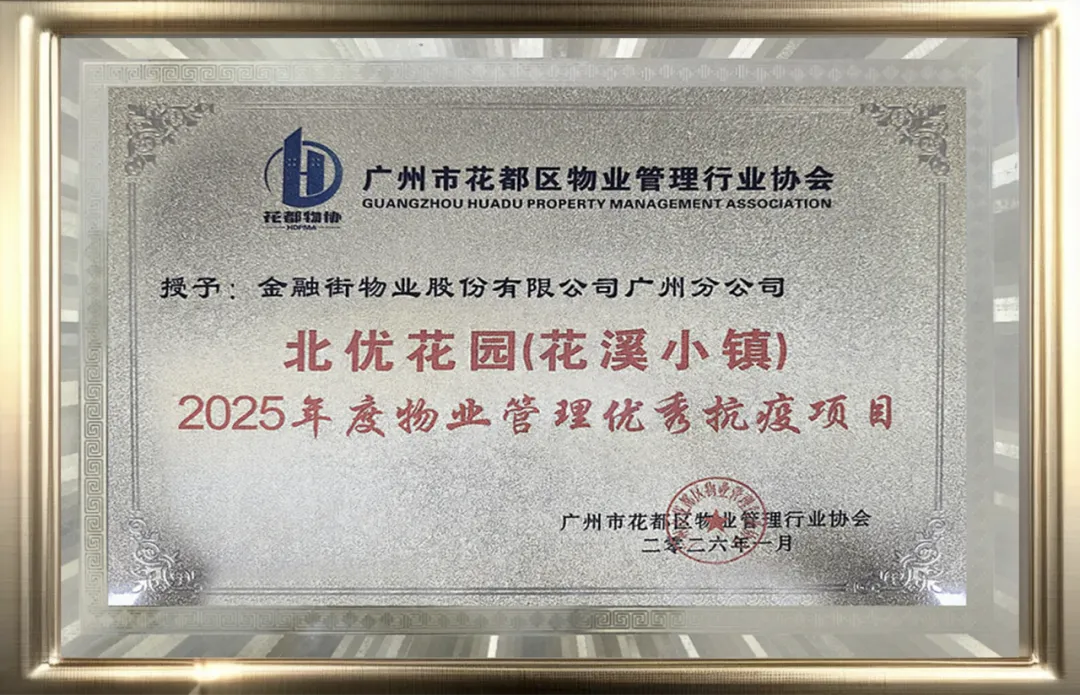 花都物协
HDPMA
广州市花都区物业管理行业协会
GUANGZHOU HUADU PROPERTY MANAGEMENT ASSOCIATION
授予：金融街物业股份有限公司广州分公司
北优花园(花溪小镇)
2025年度物业管理优秀抗疫项目
广州市花都区物业管理行业协会
二零二六年一月